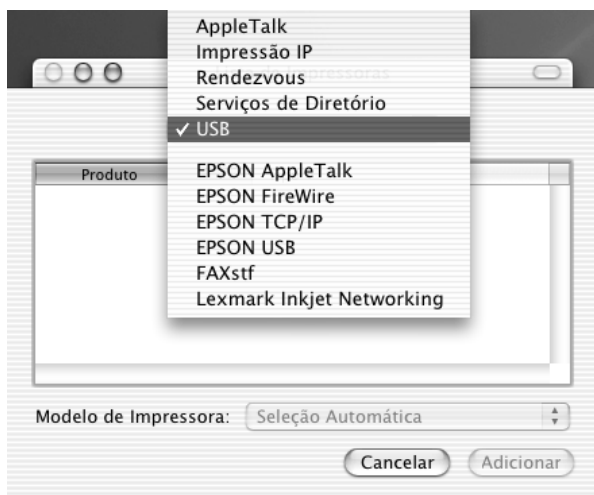 AppleTalk
Impressão IP
Rendezvous
Serviços de Diretório
✓ USB
Produto
EPSON AppleTalk
EPSON FireWire
EPSON TCP/IP
EPSON USB
FAXstf
Lexmark Inkjet Networking
Modelo de Impressora: Seleção Automática
Cancelar Adicionar